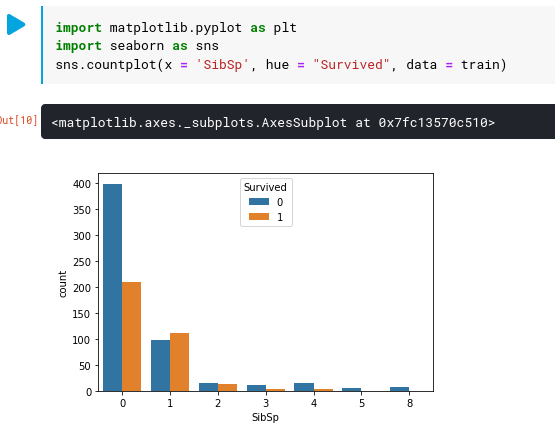 import matplotlib.pyplot as plt
import seaborn as sns
sns.countplot(x = 'SibSp', hue = "Survived", data = train)
Out[10]
<matplotlib.axes._subplots.AxesSubplot at 0x7fc13570c510>
Survived
0
1
400
350
300
250
200
150
100
50
0
count
0 1 2 3 4 5 8
SibSp